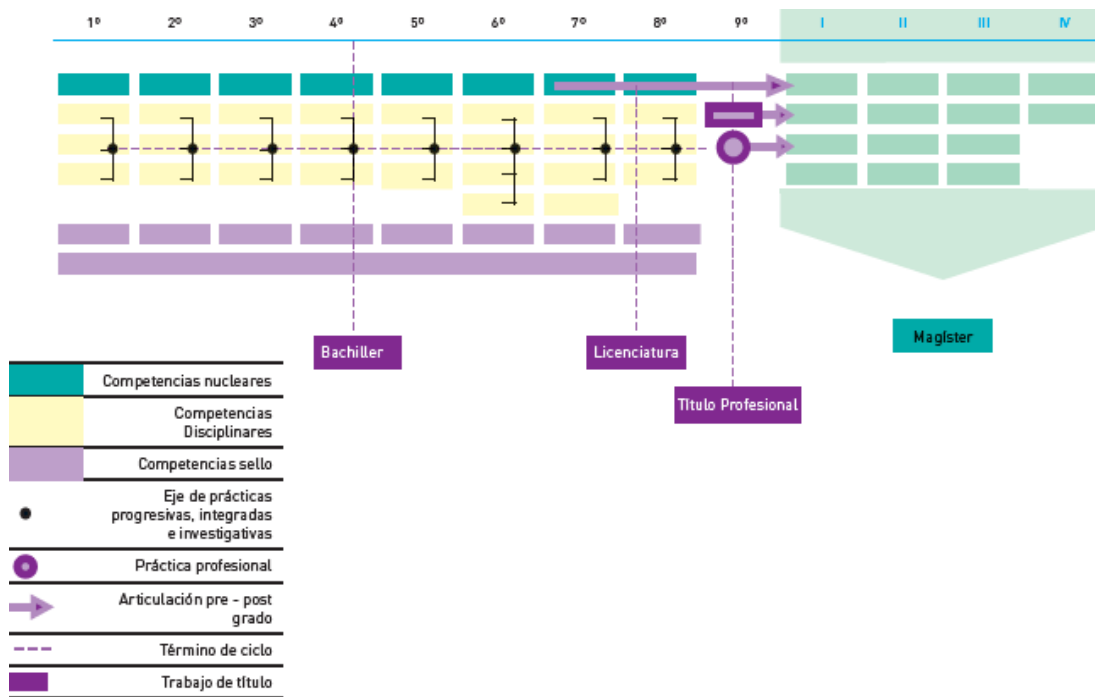 1º 2º 3º 4º 5º 6º 7º 8º 9º I II III IV
Bachiller
Licenciatura
Título Profesional
Magíster
Competencias nucleares
Competencias
Disciplinares
Competencias sello
Eje de prácticas
progresivas, integradas
e investigativas
Práctica profesional
Articulación pre - post
grado
Término de ciclo
Trabajo de título